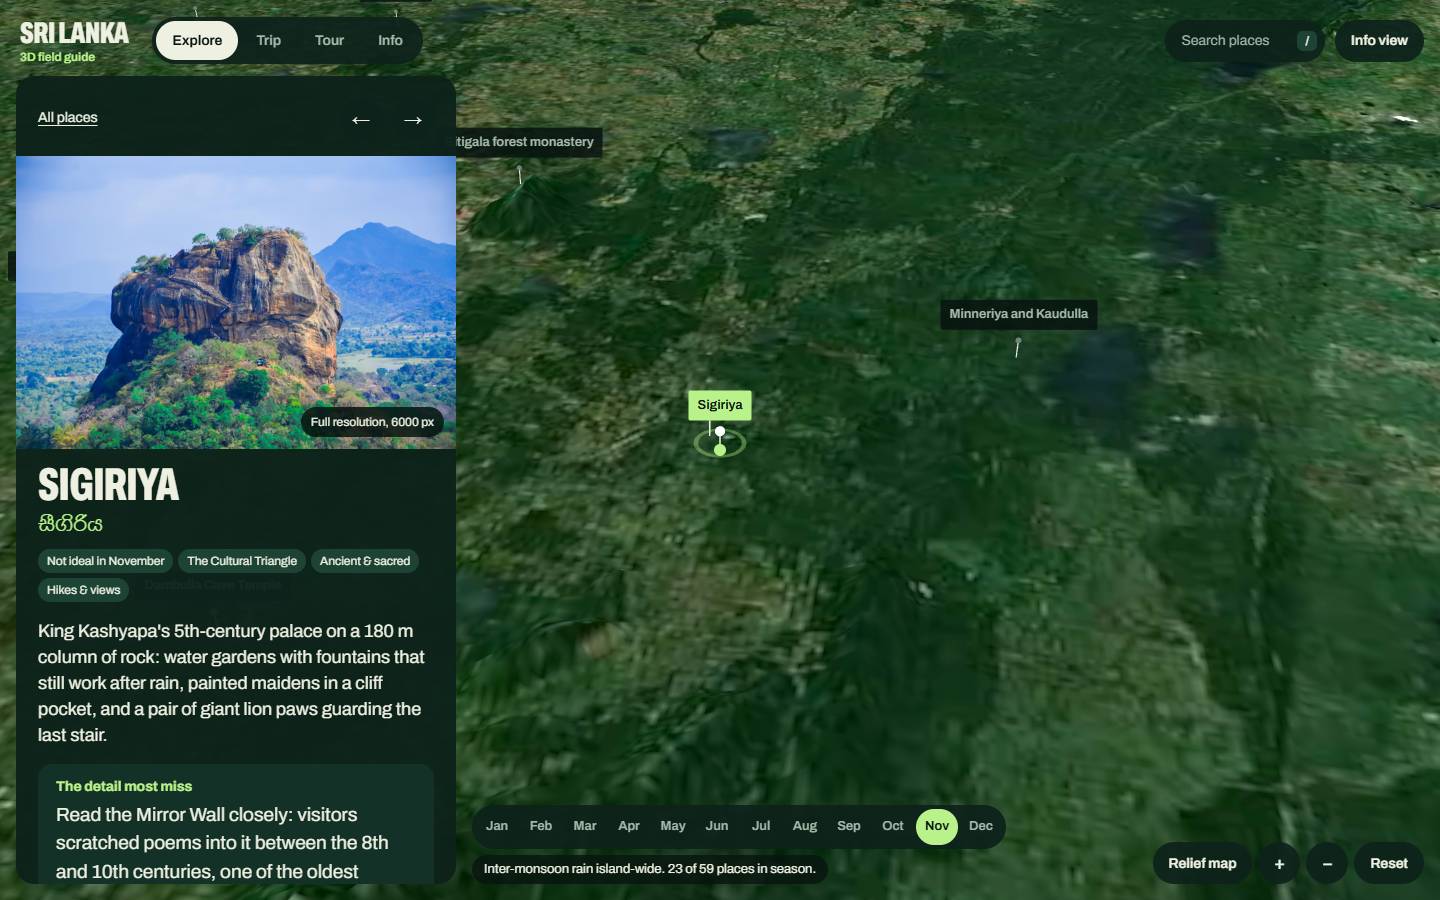 SRI LANKA
3D field guide
Explore
Trip
Tour
Info
Search places
/
Info view
All places
← →
itigala forest monastery
Full resolution, 6000 px
Minneriya and Kaudulla
Sigiriya
SIGIRIYA
සීගිරිය
Not ideal in November
The Cultural Triangle
Ancient & sacred
Hikes & views
Dambulla Cave Temple
King Kashyapa's 5th-century palace on a 180 m
column of rock: water gardens with fountains that
still work after rain, painted maidens in a cliff
pocket, and a pair of giant lion paws guarding the
last stair.
The detail most miss
Read the Mirror Wall closely: visitors
scratched poems into it between the 8th
and 10th centuries, one of the oldest
Jan Feb Mar Apr May Jun Jul Aug Sep Oct Nov Dec
Inter-monsoon rain island-wide. 23 of 59 places in season.
Relief map
+
−
Reset